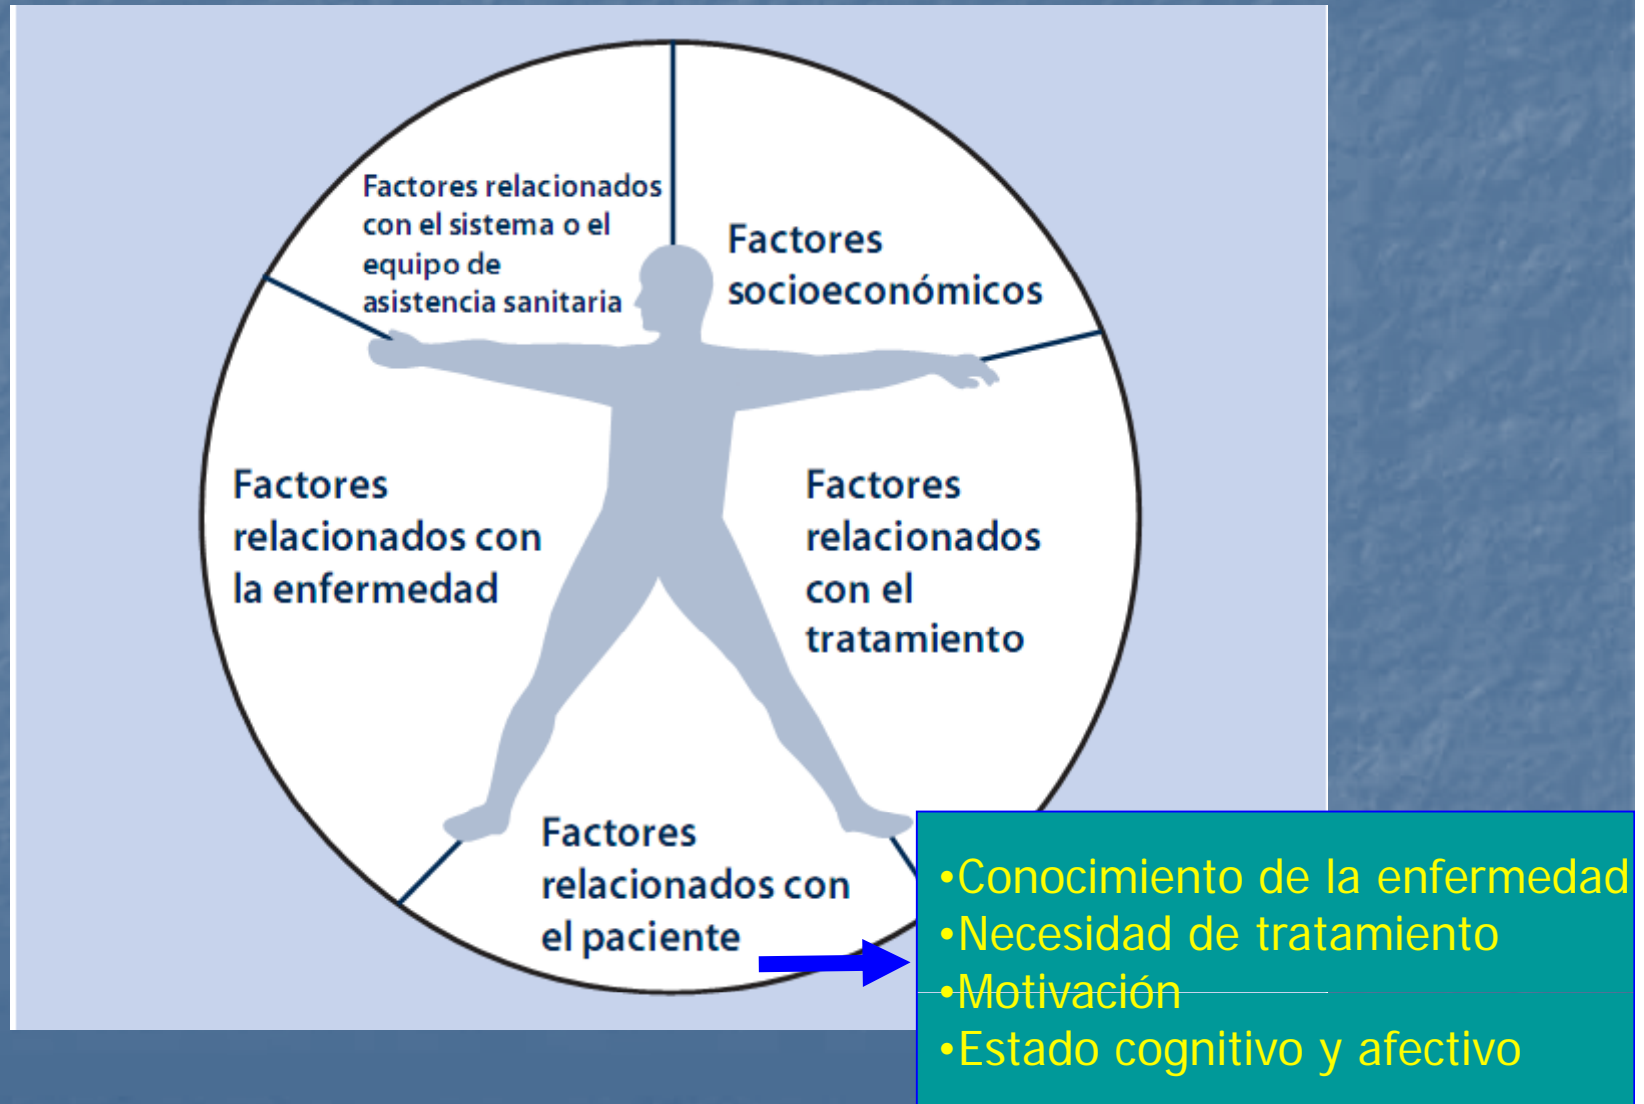 Factores relacionados
con el sistema o el
equipo de
asistencia sanitaria
Factores
socioeconómicos
Factores
relacionados con
la enfermedad
Factores
relacionados
con el
tratamiento
Factores
relacionados con
el paciente
•Conocimiento de la enfermedad
•Necesidad de tratamiento
•Motivación
•Estado cognitivo y afectivo